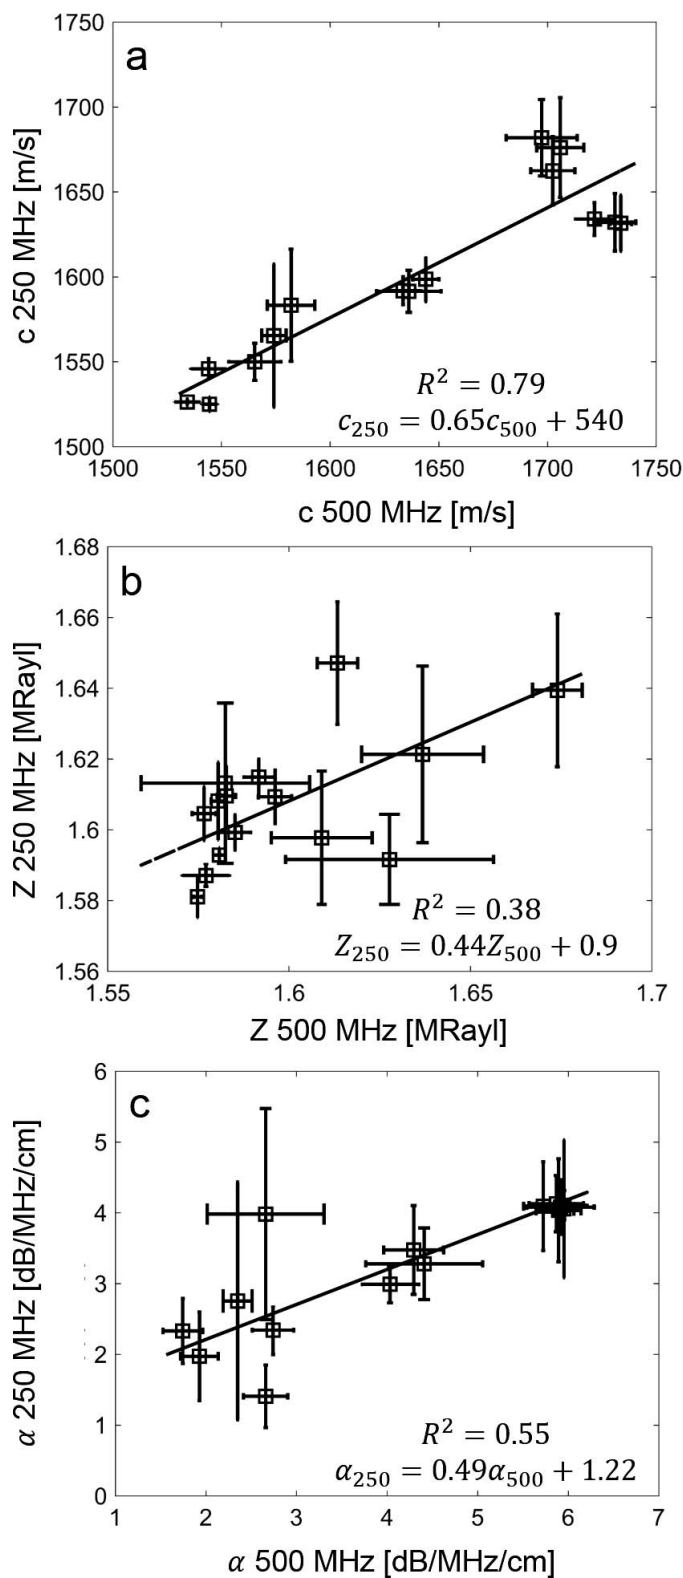 a
1750
1700
1650
1600
1550
1500
c 250 MHz [m/s]
R² = 0.79
c₂₅₀ = 0.65c₅₀₀ + 540
1500 1550 1600 1650 1700 1750
c 500 MHz [m/s]
b
1.68
1.66
1.64
1.62
1.6
1.58
1.56
Z 250 MHz [MRayl]
R² = 0.38
Z₂₅₀ = 0.44Z₅₀₀ + 0.9
1.55 1.6 1.65 1.7
Z 500 MHz [MRayl]
c
6
5
4
3
2
1
0
α 250 MHz [dB/MHz/cm]
R² = 0.55
α₂₅₀ = 0.49α₅₀₀ + 1.22
1 2 3 4 5 6 7
α 500 MHz [dB/MHz/cm]